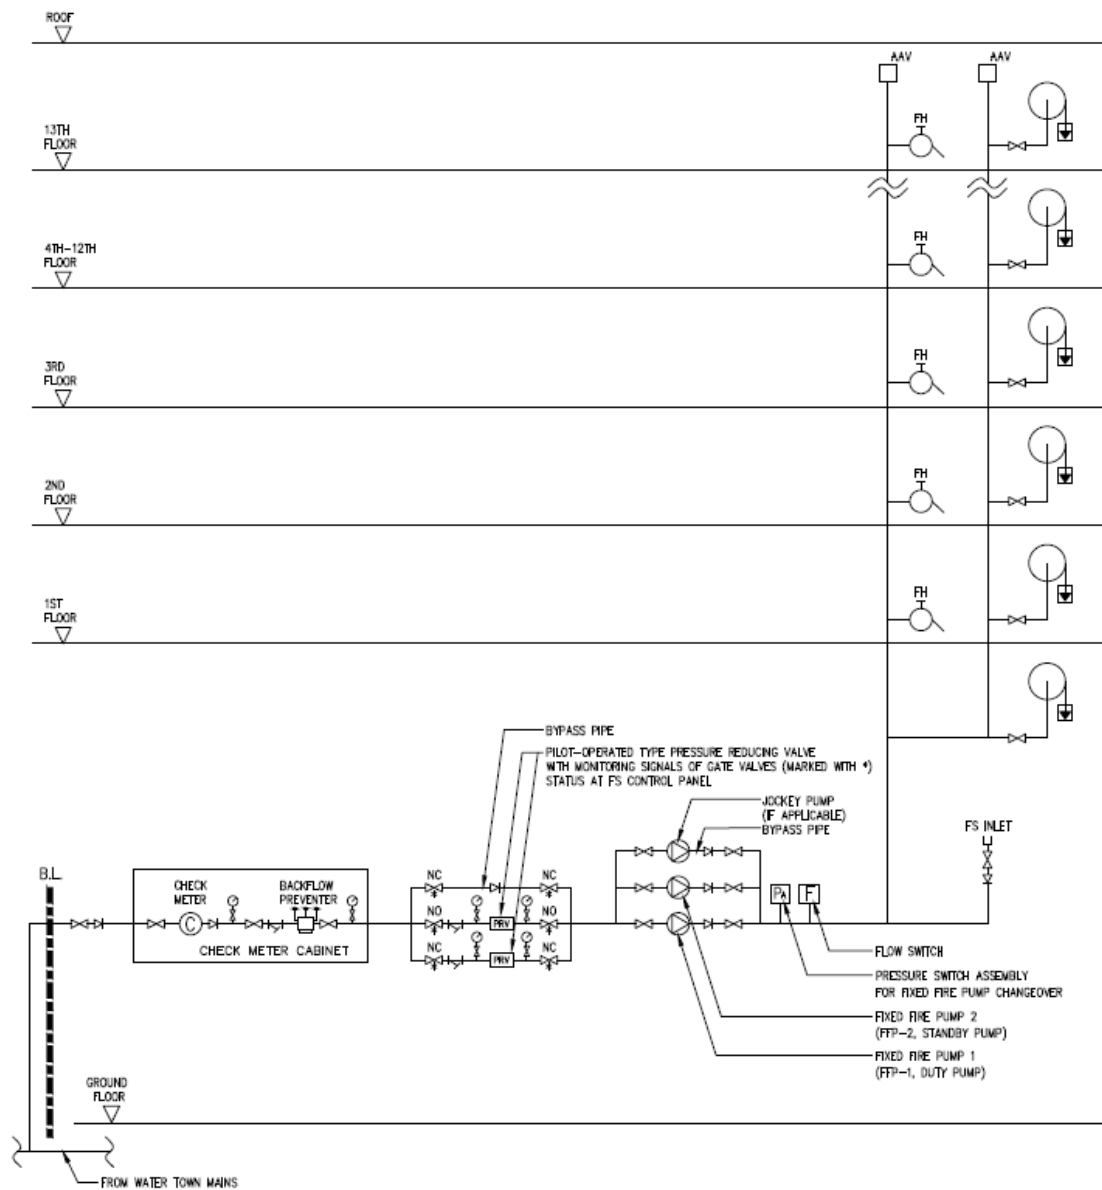 ROOF
AAV
AAV
13TH
FLOOR
FH
4TH-12TH
FLOOR
FH
3RD
FLOOR
FH
2ND
FLOOR
FH
1ST
FLOOR
FH
BYPASS PIPE
PILOT-OPERATED TYPE PRESSURE REDUCING VALVE
WITH MONITORING SIGNALS OF GATE VALVES (MARKED WITH *)
STATUS AT FS CONTROL PANEL
JOCKEY PUMP
(IF APPLICABLE)
BYPASS PIPE
FS INLET
B.L.
CHECK
METER
BACKFLOW
PREVENTER
C
CHECK METER CABINET
NC
NC
NO
NO
PRV
NC
NC
PRV
PA
F
FLOW SWITCH
PRESSURE SWITCH ASSEMBLY
FOR FIXED FIRE PUMP CHANGEOVER
FIXED FIRE PUMP 2
(FFP-2, STANDBY PUMP)
FIXED FIRE PUMP 1
(FFP-1, DUTY PUMP)
GROUND
FLOOR
FROM WATER TOWN MAINS